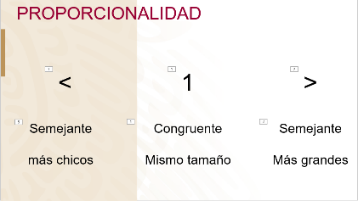 PROPORCIONALIDAD
< 1 >
Semejante Congruente Semejante
más chicos Mismo tamaño Más grandes